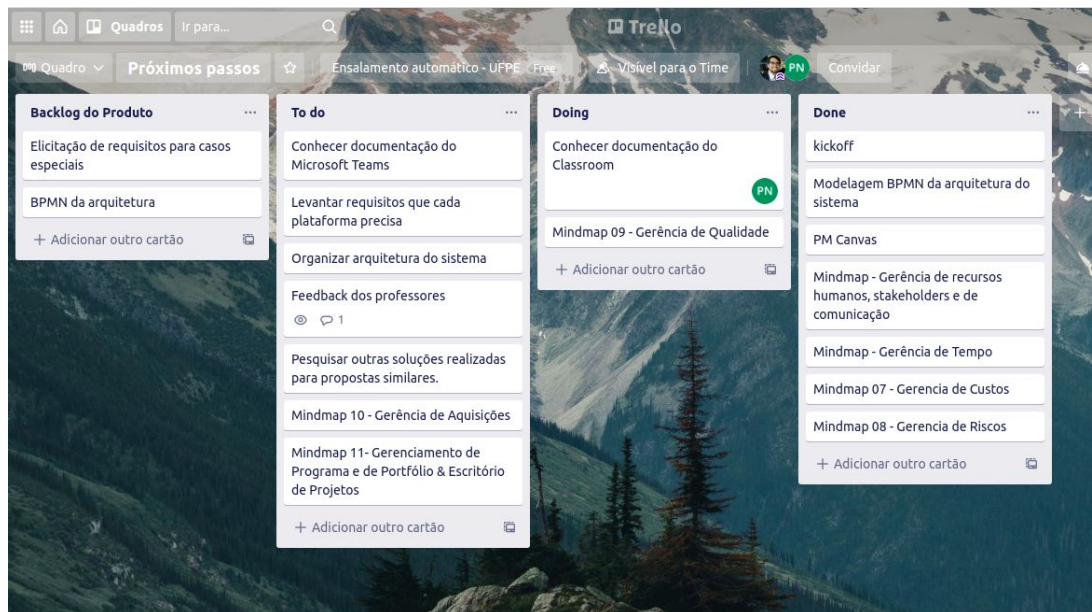 Quadros
Ir para...
Trello
Quadro
Próximos passos
Ensalamento automático - UFPE
Free
Visível para o Time
PN
Convidar
Backlog do Produto
Elicitação de requisitos para casos
especiais
BPMN da arquitetura
+ Adicionar outro cartão
To do
Conhecer documentação do
Microsoft Teams
Levantar requisitos que cada
plataforma precisa
Organizar arquitetura do sistema
Feedback dos professores
1
Pesquisar outras soluções realizadas
para propostas similares.
Mindmap 10 - Gerência de Aquisições
Mindmap 11- Gerenciamento de
Programa e de Portfólio & Escritório
de Projetos
+ Adicionar outro cartão
Doing
Conhecer documentação do
Classroom
PN
Mindmap 09 - Gerência de Qualidade
+ Adicionar outro cartão
Done
kickoff
Modelagem BPMN da arquitetura do
sistema
PM Canvas
Mindmap - Gerência de recursos
humanos, stakeholders e de
comunicação
Mindmap - Gerência de Tempo
Mindmap 07 - Gerencia de Custos
Mindmap 08 - Gerencia de Riscos
+ Adicionar outro cartão